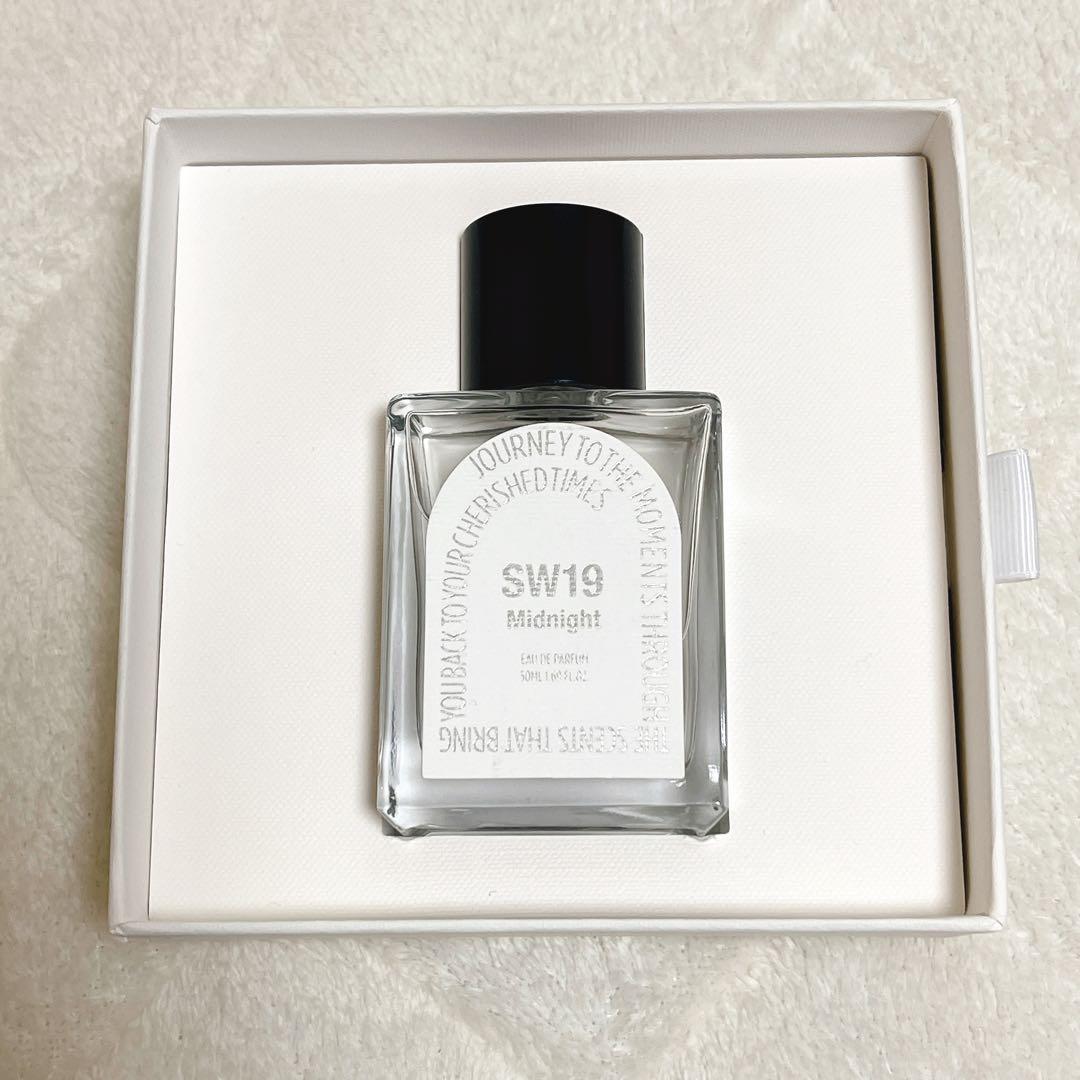 JOURNEY TO THE MOMENTS THROUGH
THE SCENTS THAT BRING
YOU BACK TO YOUR CHERISHED TIMES
SW19
Midnight
EAU DE PARFUM
50ML 1.69 FL.OZ.